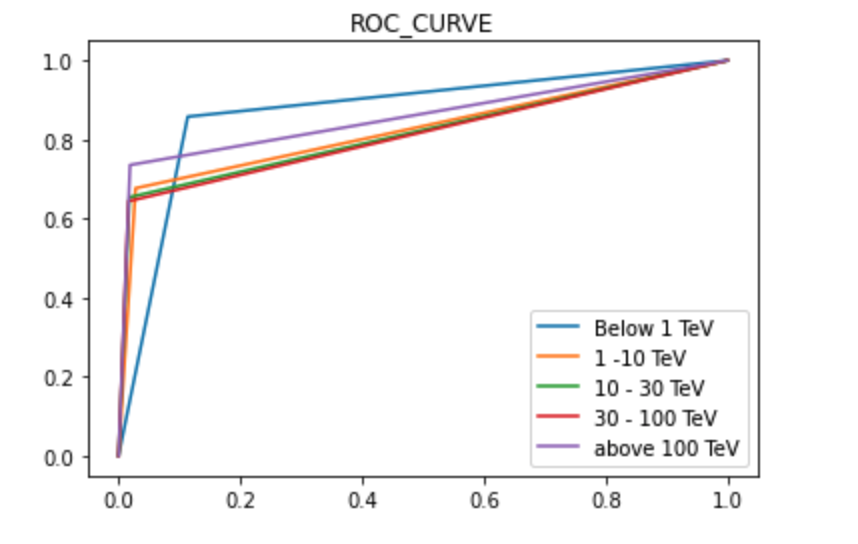 ROC_CURVE
1.0
0.8
0.6
0.4
0.2
0.0
Below 1 TeV
1 -10 TeV
10 - 30 TeV
30 - 100 TeV
above 100 TeV
0.0 0.2 0.4 0.6 0.8 1.0